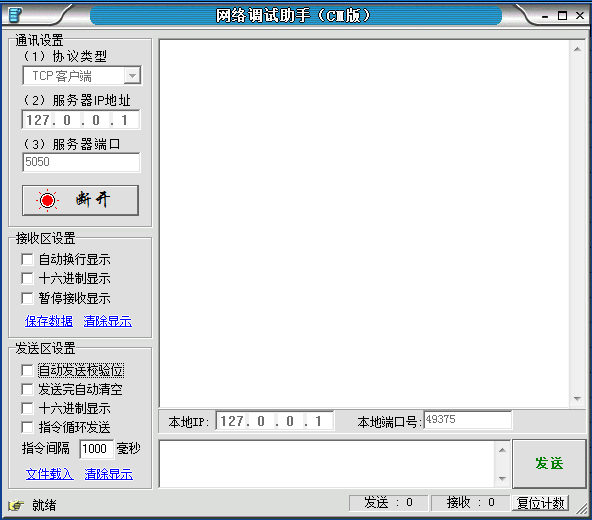 网络调试助手（CⅢ版）
通讯设置
（1）协议类型
TCP客户端
（2）服务器IP地址
127. 0 . 0 . 1
（3）服务器端口
5050
断开
接收区设置
自动换行显示
十六进制显示
暂停接收显示
保存数据 清除显示
发送区设置
自动发送校验位
发送完自动清空
十六进制显示
指令循环发送
指令间隔 1000 毫秒
文件载入 清除显示
本地IP: 127. 0 . 0 . 1 本地端口号: 49375
发送
就绪 发送 : 0 接收 : 0 复位计数